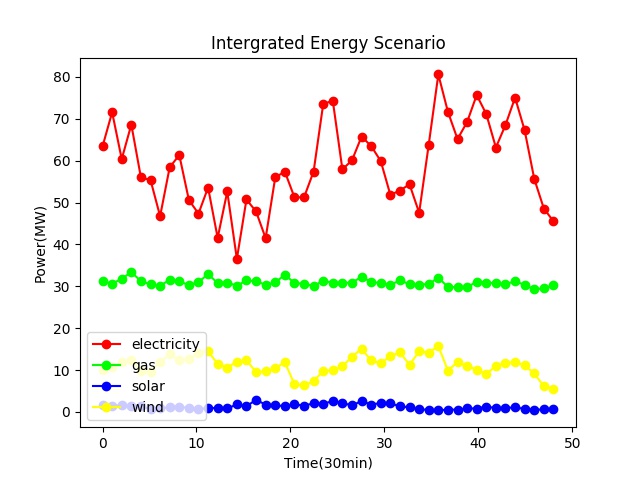 Intergrated Energy Scenario
Power(MW)
80
70
60
50
40
30
20
10
0
electricity
gas
solar
wind
0 10 20 30 40 50
Time(30min)